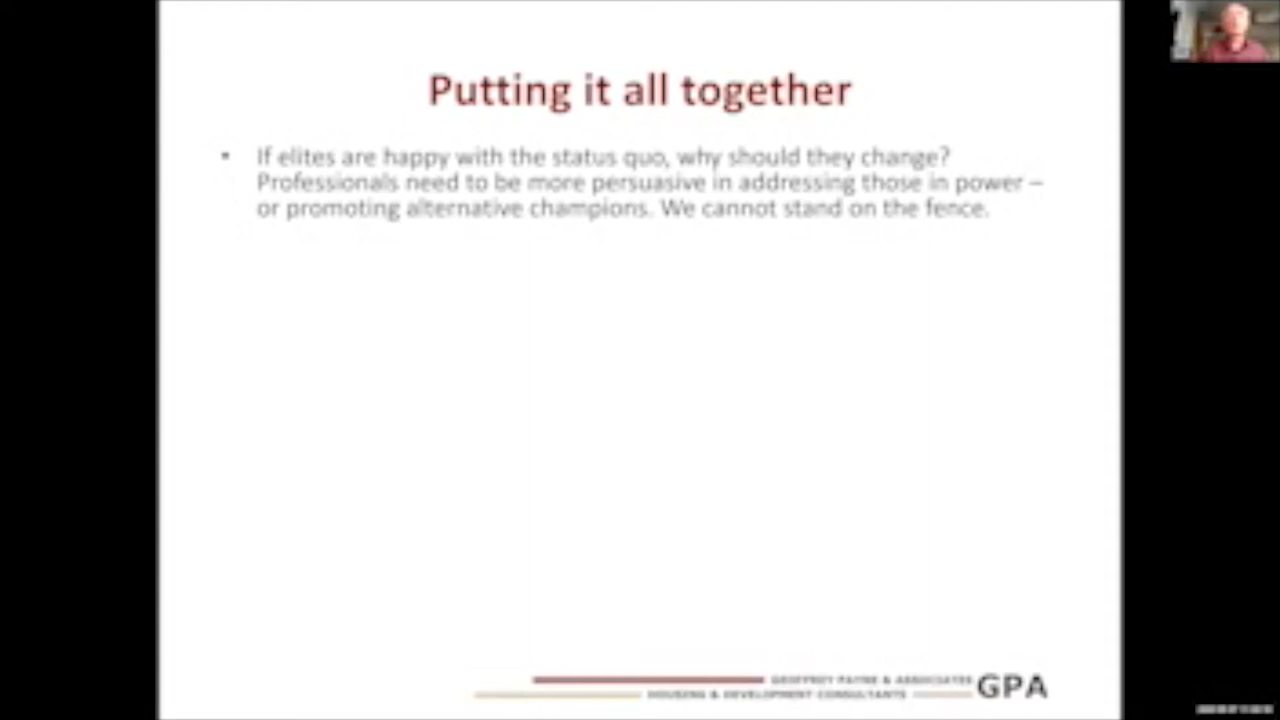 Putting it all together
• If elites are happy with the status quo, why should they change?
Professionals need to be more persuasive in addressing those in power –
or promoting alternative champions. We cannot stand on the fence.
GEOFFREY PAYNE & ASSOCIATES
HOUSING & DEVELOPMENT CONSULTANTS
GPA